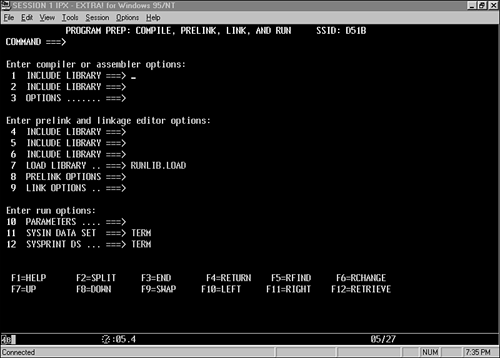 SESSION 1 IPX - EXTRA! for Windows 95/NT
File Edit View Tools Session Options Help
PROGRAM PREP: COMPILE, PRELINK, LINK, AND RUN SSID: D51B
COMMAND ===>
Enter compiler or assembler options:
1 INCLUDE LIBRARY ===> _
2 INCLUDE LIBRARY ===>
3 OPTIONS ....... ===>
Enter prelink and linkage editor options:
4 INCLUDE LIBRARY ===>
5 INCLUDE LIBRARY ===>
6 INCLUDE LIBRARY ===>
7 LOAD LIBRARY .. ===> RUNLIB.LOAD
8 PRELINK OPTIONS ===>
9 LINK OPTIONS .. ===>
Enter run options:
10 PARAMETERS .... ===>
11 SYSIN DATA SET ===> TERM
12 SYSPRINT DS ... ===> TERM
F1=HELP F2=SPLIT F3=END F4=RETURN F5=RFIND F6=RCHANGE
F7=UP F8=DOWN F9=SWAP F10=LEFT F11=RIGHT F12=RETRIEVE
:05.4 05/27
Connected NUM 7:35 PM